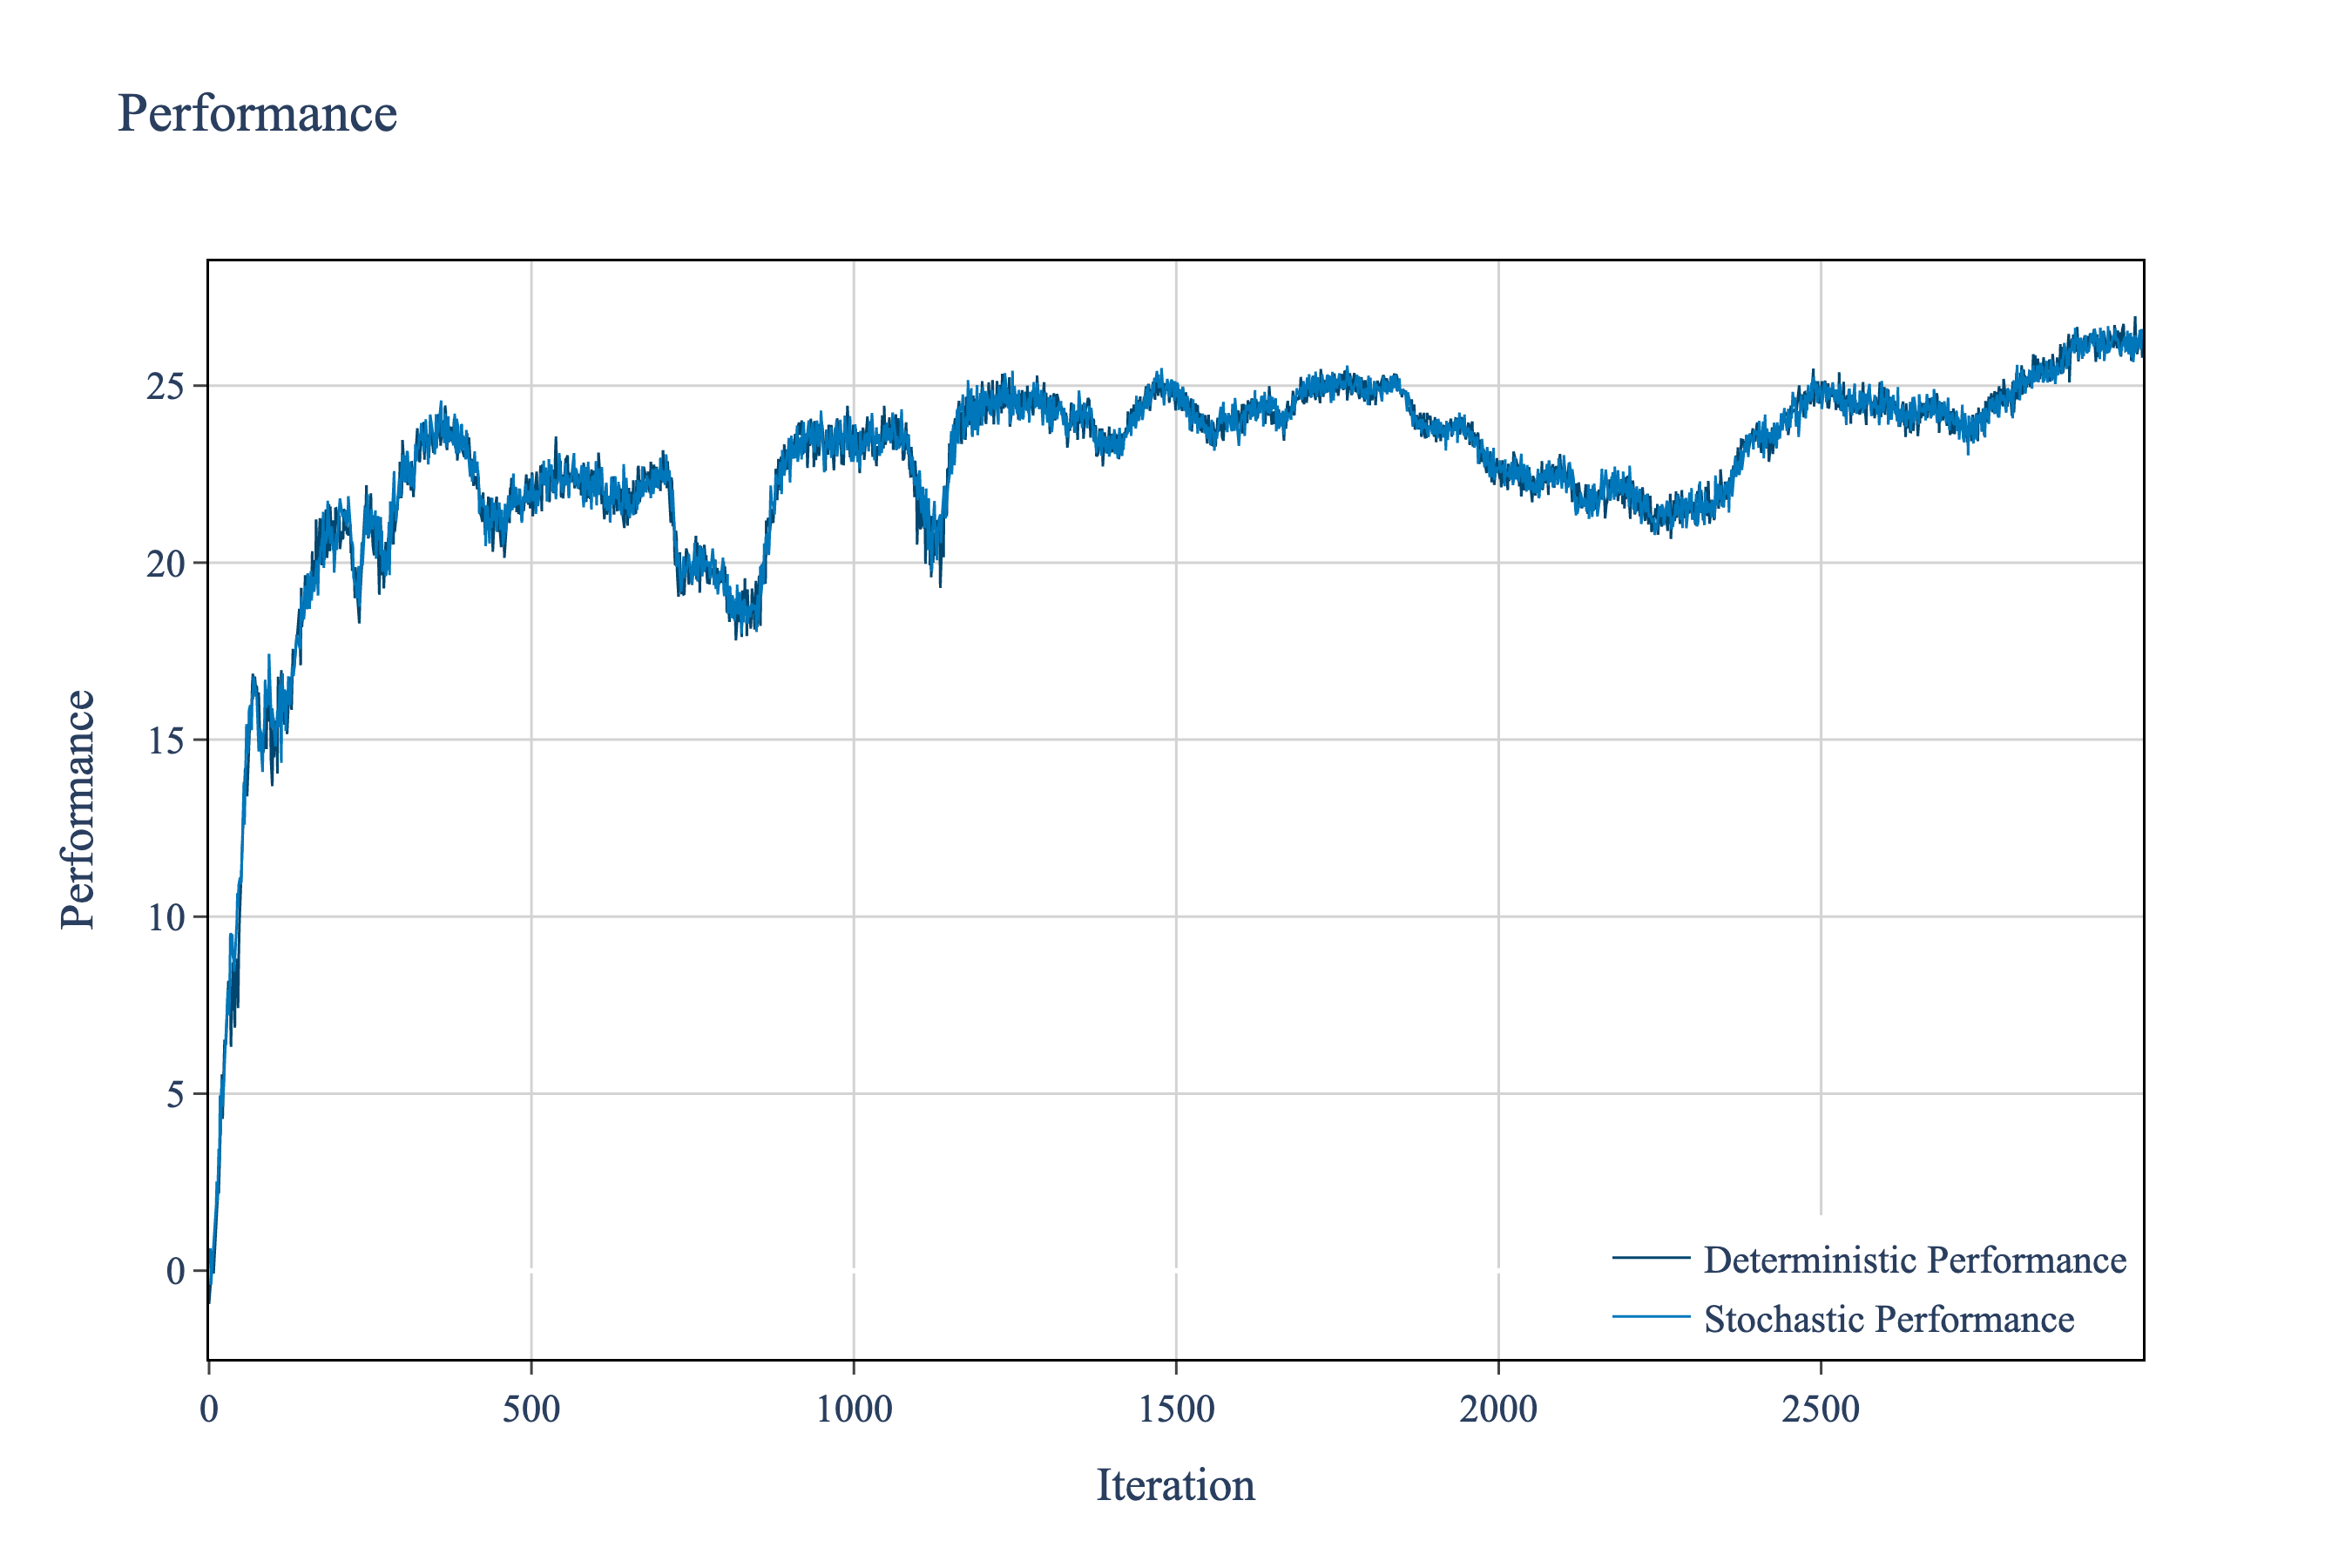 Performance
Performance
25
20
15
10
5
0
0 500 1000 1500 2000 2500
Iteration
Deterministic Performance
Stochastic Performance